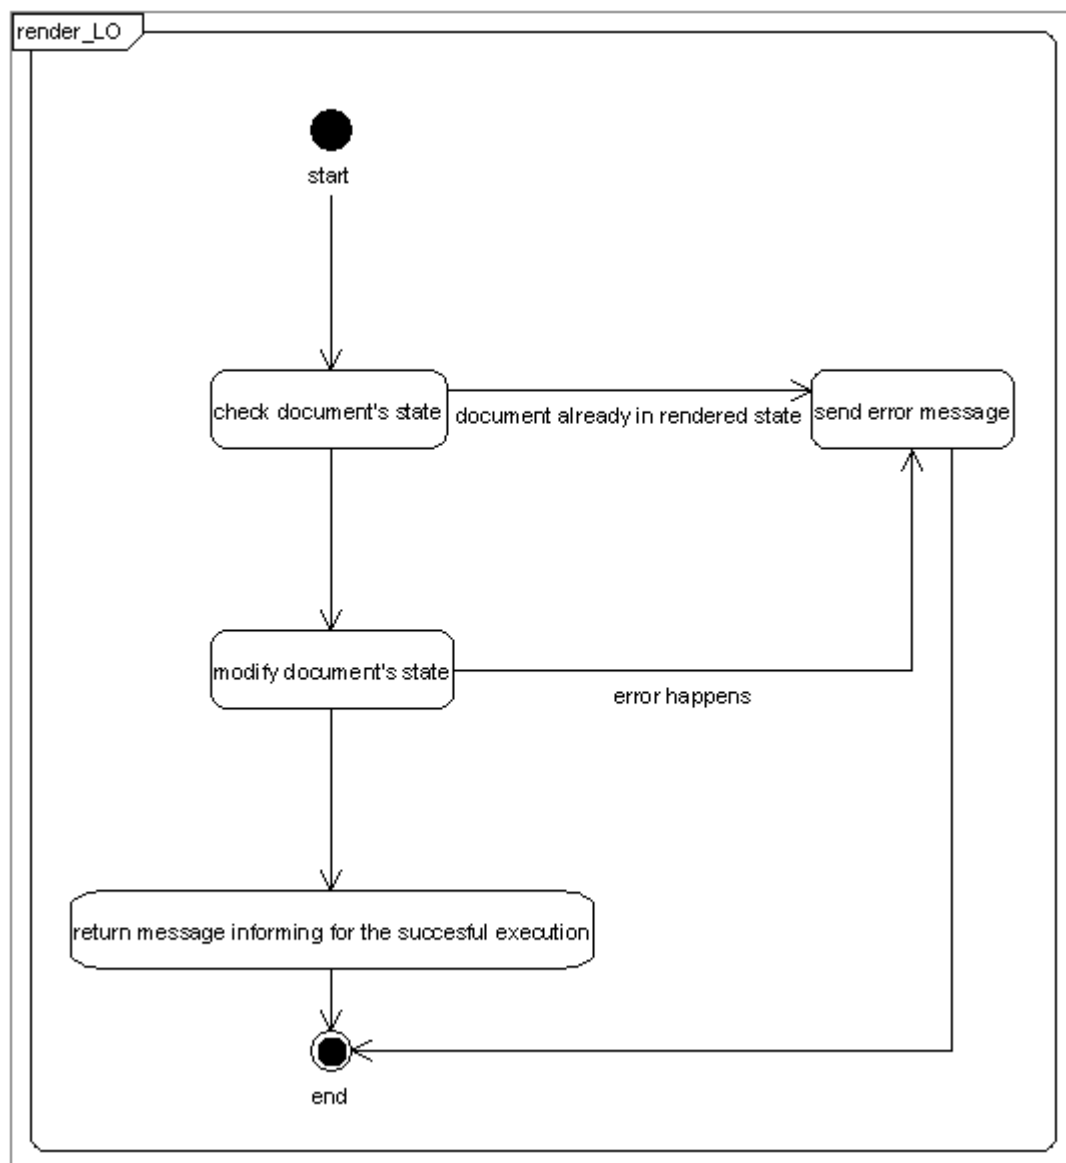 render_LO
start
check document's state
document already in rendered state
send error message
modify document's state
error happens
return message informing for the succesful execution
end